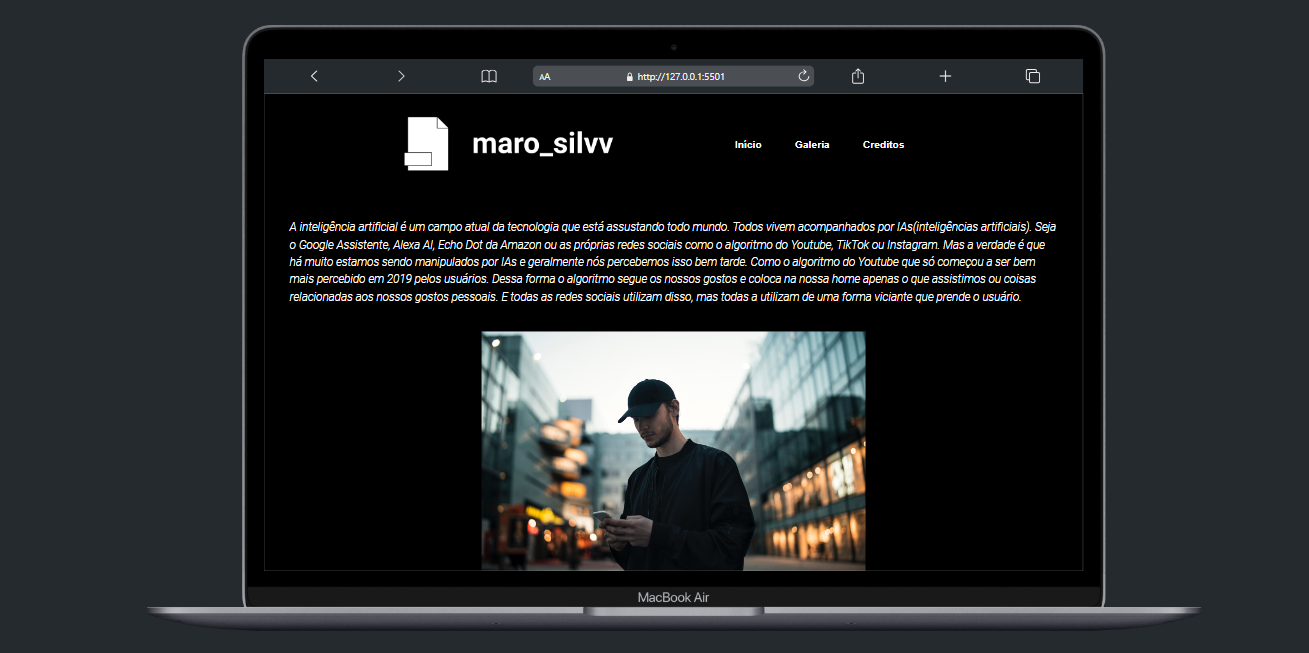 AA
http://127.0.0.1:5501
maro_silvv
Início
Galeria
Creditos
A inteligência artificial é um campo atual da tecnologia que está assustando todo mundo. Todos vivem acompanhados por IAs(inteligências artificiais). Seja
o Google Assistente, Alexa AI, Echo Dot da Amazon ou as próprias redes sociais como o algoritmo do Youtube, TikTok ou Instagram. Mas a verdade é que
há muito estamos sendo manipulados por IAs e geralmente nós percebemos isso bem tarde. Como o algoritmo do Youtube que só começou a ser bem
mais percebido em 2019 pelos usuários. Dessa forma o algoritmo segue os nossos gostos e coloca na nossa home apenas o que assistimos ou coisas
relacionadas aos nossos gostos pessoais. E todas as redes sociais utilizam disso, mas todas a utilizam de uma forma viciante que prende o usuário.
MacBook Air